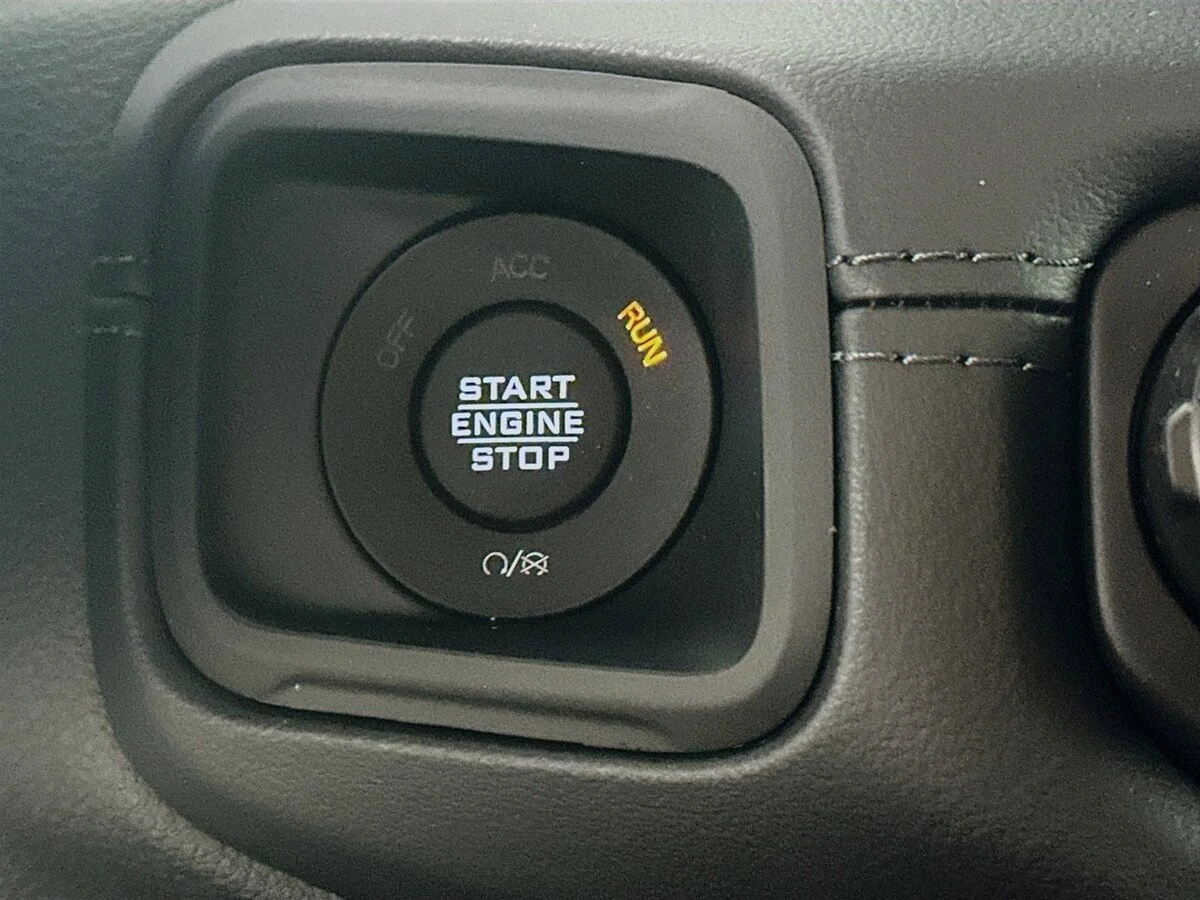 ACC
OFF
RUN
START
ENGINE
STOP